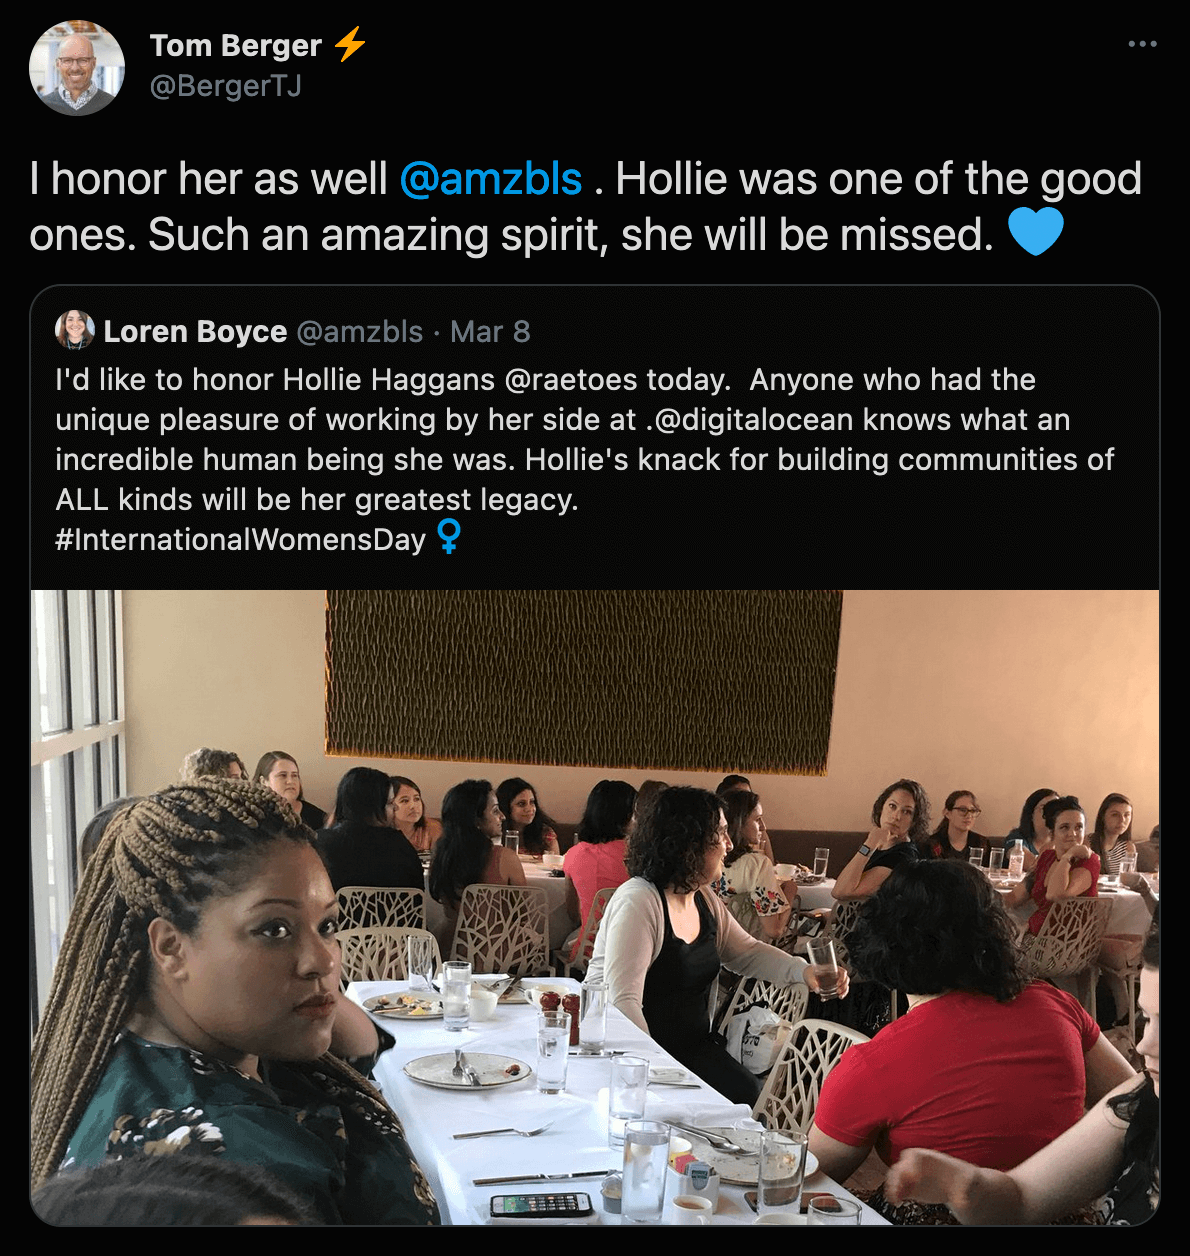 Tom Berger⚡
@BergerTJ
I honor her as well @amzbls . Hollie was one of the good
ones. Such an amazing spirit, she will be missed. 💙
Loren Boyce @amzbls · Mar 8
I'd like to honor Hollie Haggans @raetoes today.  Anyone who had the
unique pleasure of working by her side at .@digitalocean knows what an
incredible human being she was. Hollie's knack for building communities of
ALL kinds will be her greatest legacy.
#InternationalWomensDay ♀